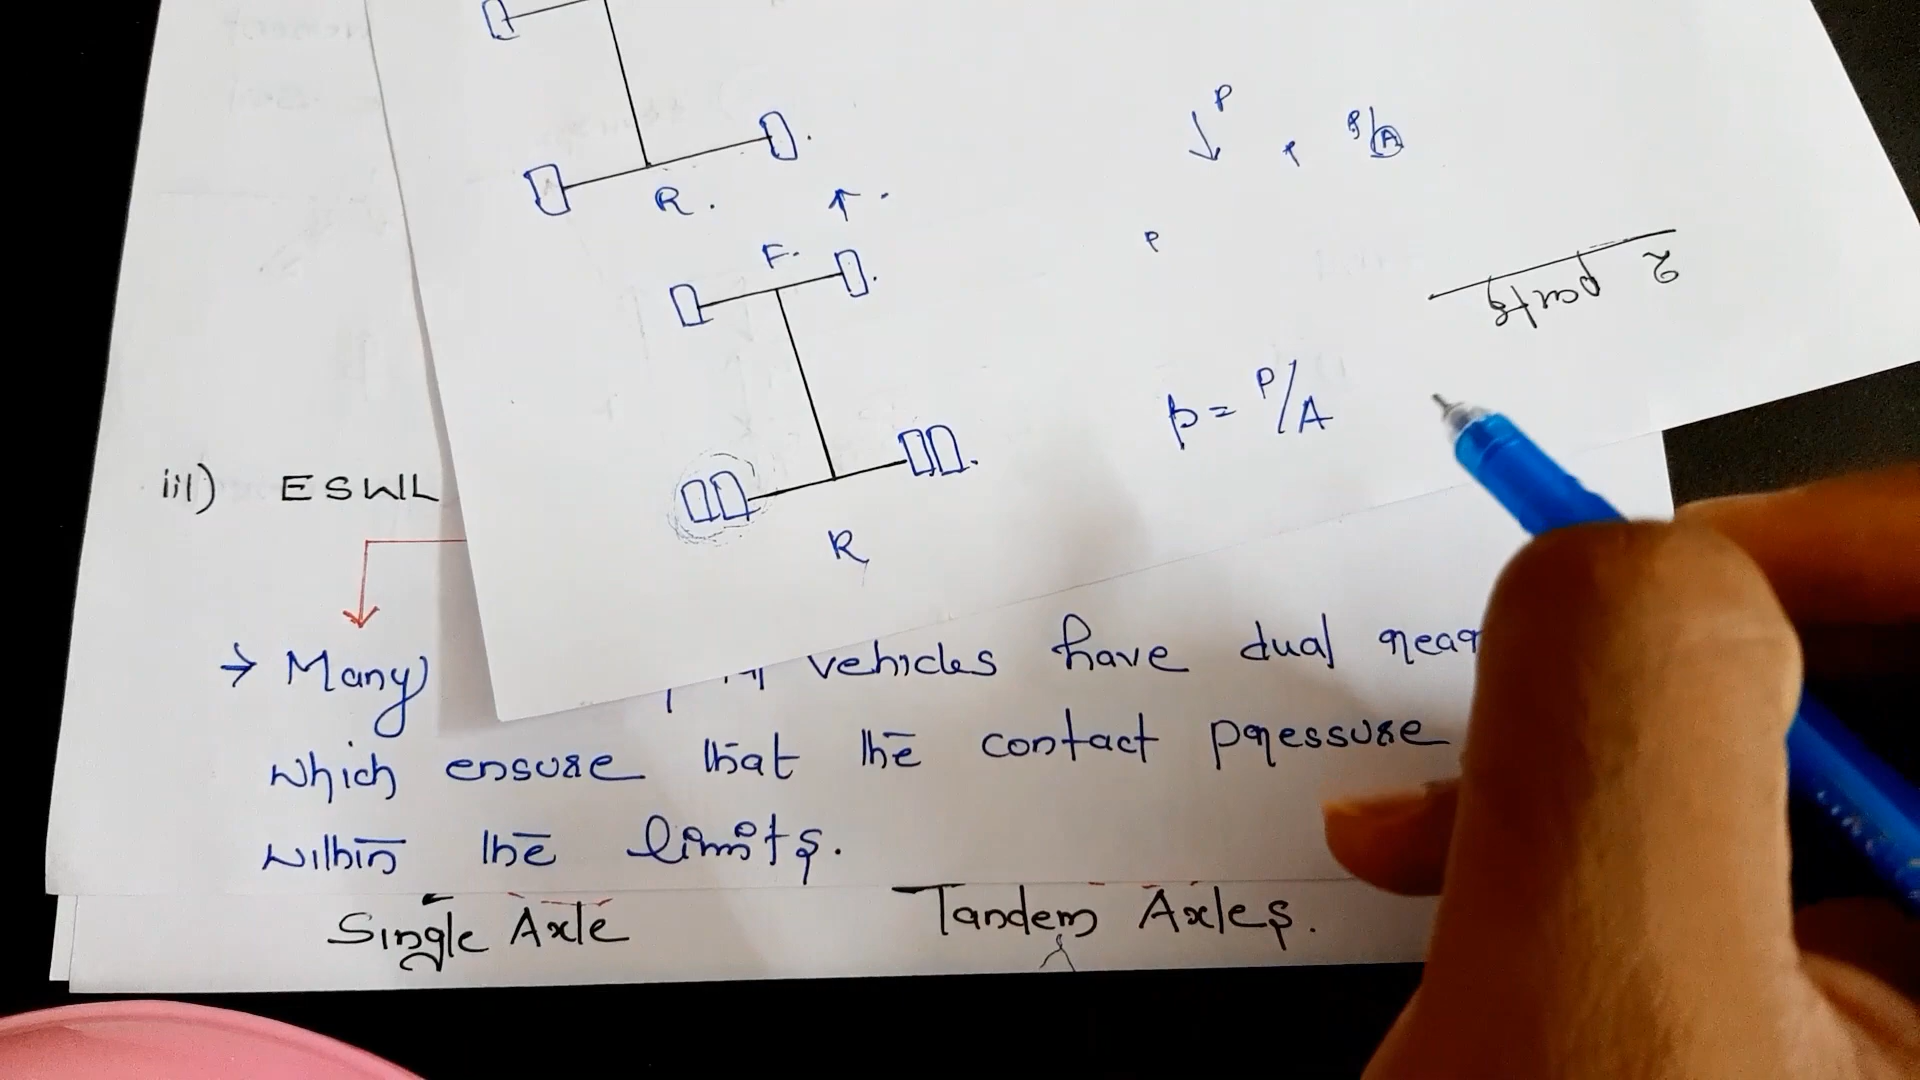 P
P/A
R.
P
F.
2 parts
p = P/A
R
iii) ESWL
→ Many vehicles have dual rear
which ensure that the contact pressure
within the limits.
Single Axle Tandem Axles.